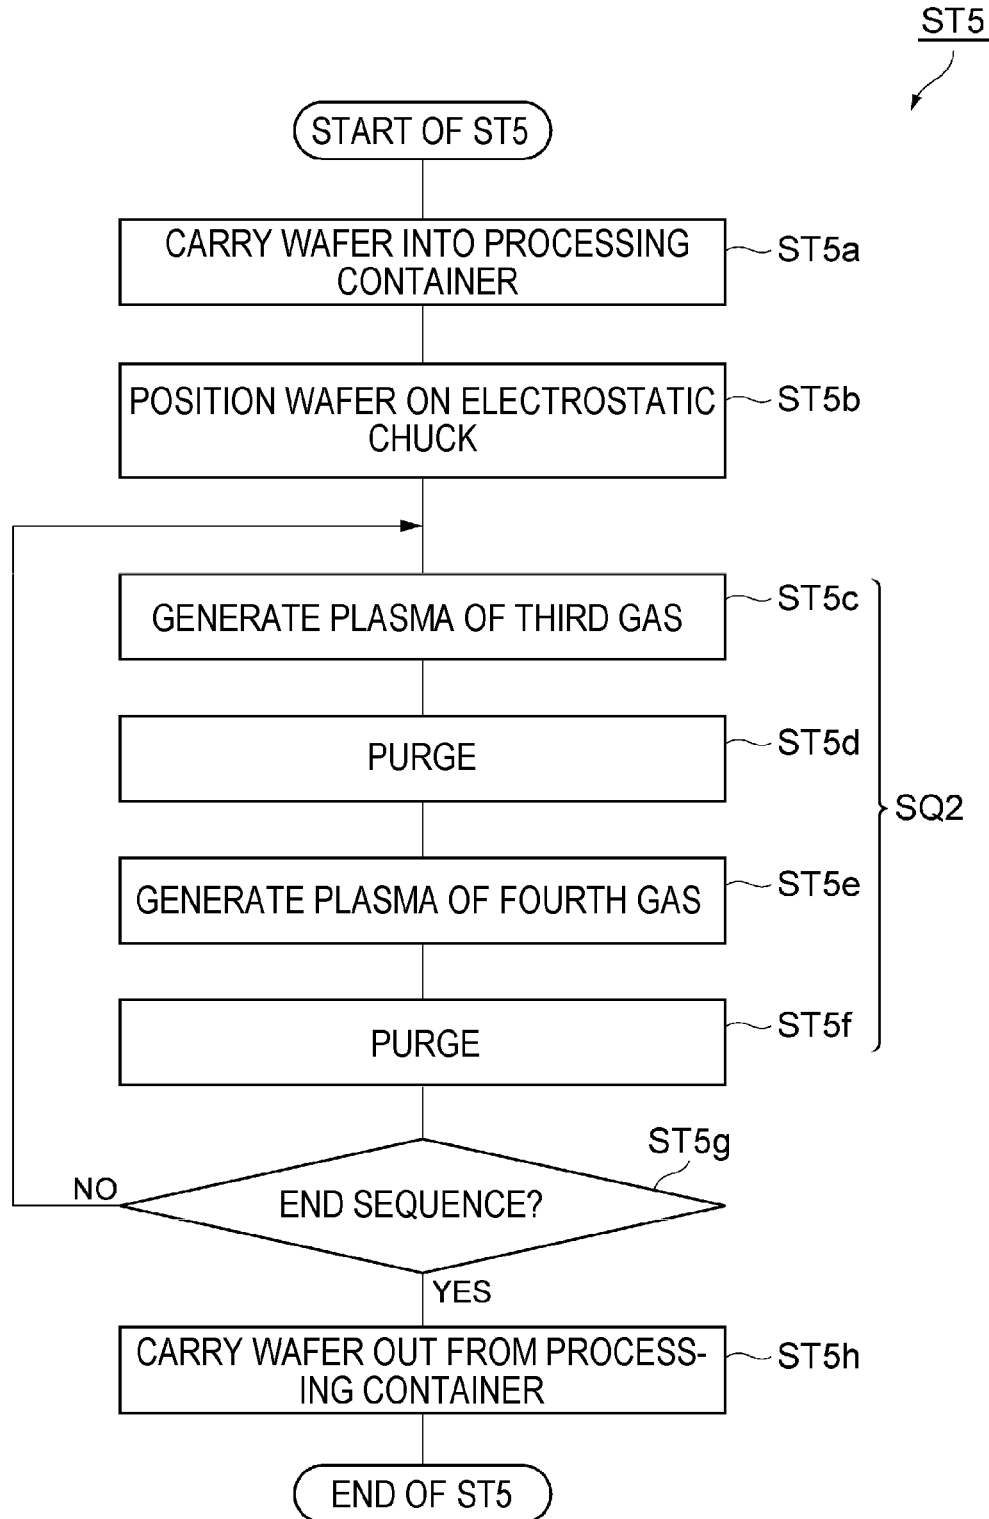 ST5
START OF ST5
CARRY WAFER INTO PROCESSING
CONTAINER
ST5a
POSITION WAFER ON ELECTROSTATIC
CHUCK
ST5b
GENERATE PLASMA OF THIRD GAS
ST5c
PURGE
ST5d
SQ2
GENERATE PLASMA OF FOURTH GAS
ST5e
PURGE
ST5f
ST5g
NO
END SEQUENCE?
YES
CARRY WAFER OUT FROM PROCESS-
ING CONTAINER
ST5h
END OF ST5